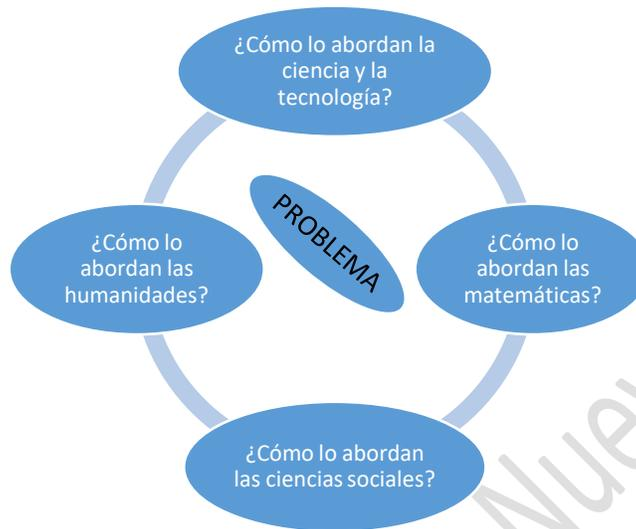 ¿Cómo lo abordan la
ciencia y la
tecnología?
PROBLEMA
¿Cómo lo
abordan las
humanidades?
¿Cómo lo
abordan las
matemáticas?
¿Cómo lo abordan
las ciencias sociales?